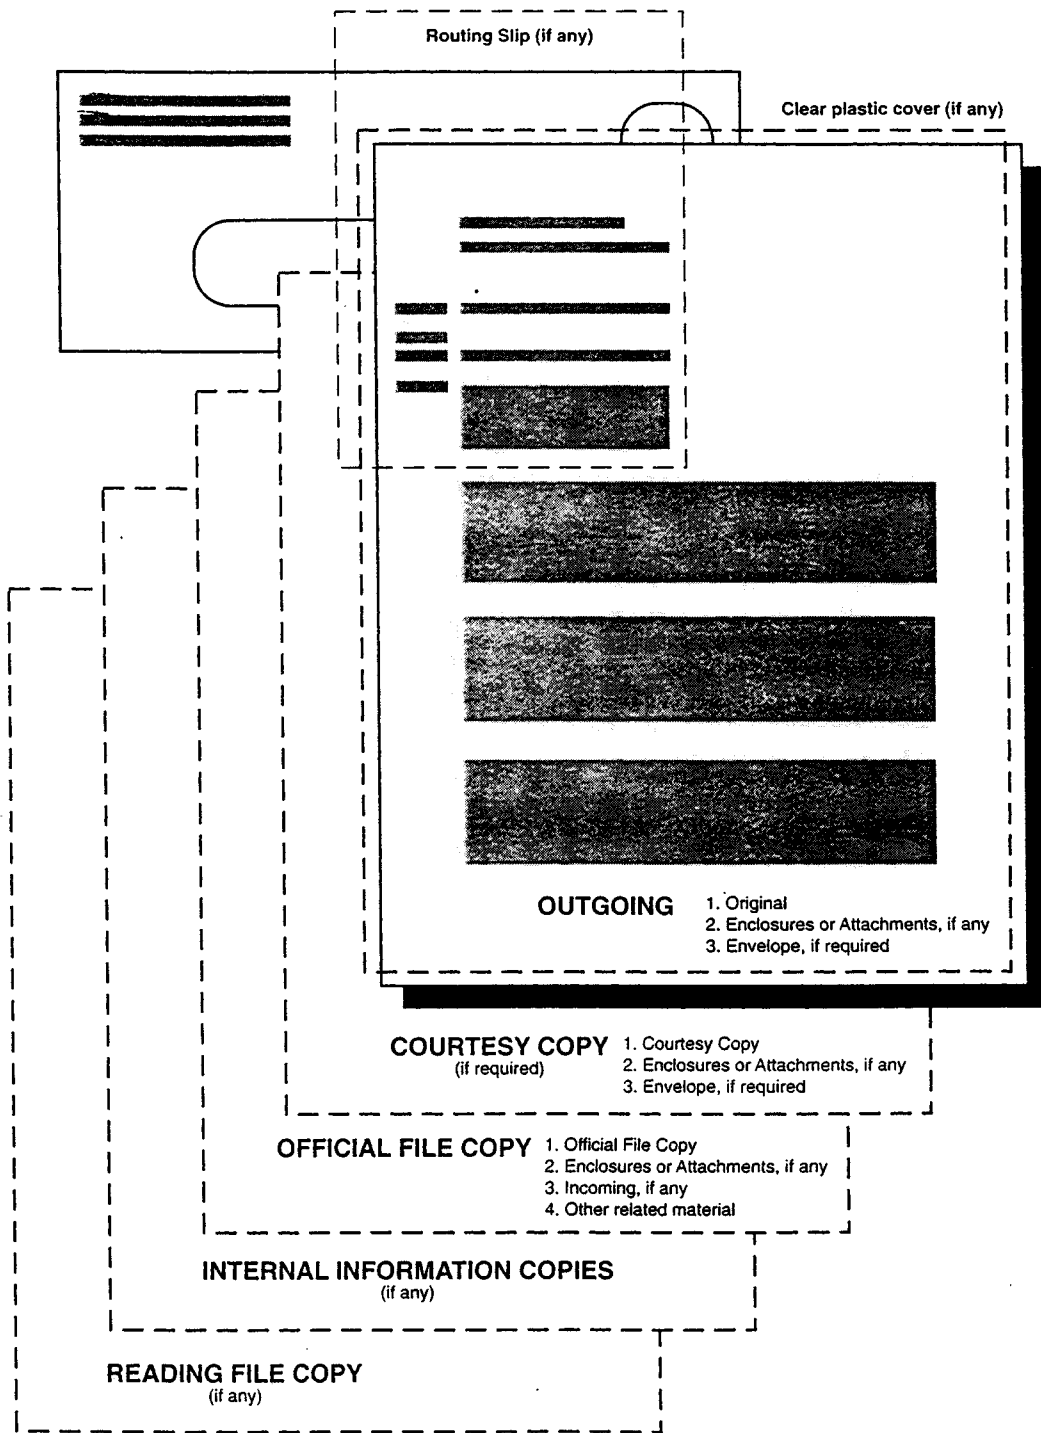 Routing Slip (if any)
Clear plastic cover (if any)
OUTGOING
1. Original
2. Enclosures or Attachments, if any
3. Envelope, if required
COURTESY COPY
(if required)
1. Courtesy Copy
2. Enclosures or Attachments, if any
3. Envelope, if required
OFFICIAL FILE COPY
1. Official File Copy
2. Enclosures or Attachments, if any
3. Incoming, if any
4. Other related material
INTERNAL INFORMATION COPIES
(if any)
READING FILE COPY
(if any)